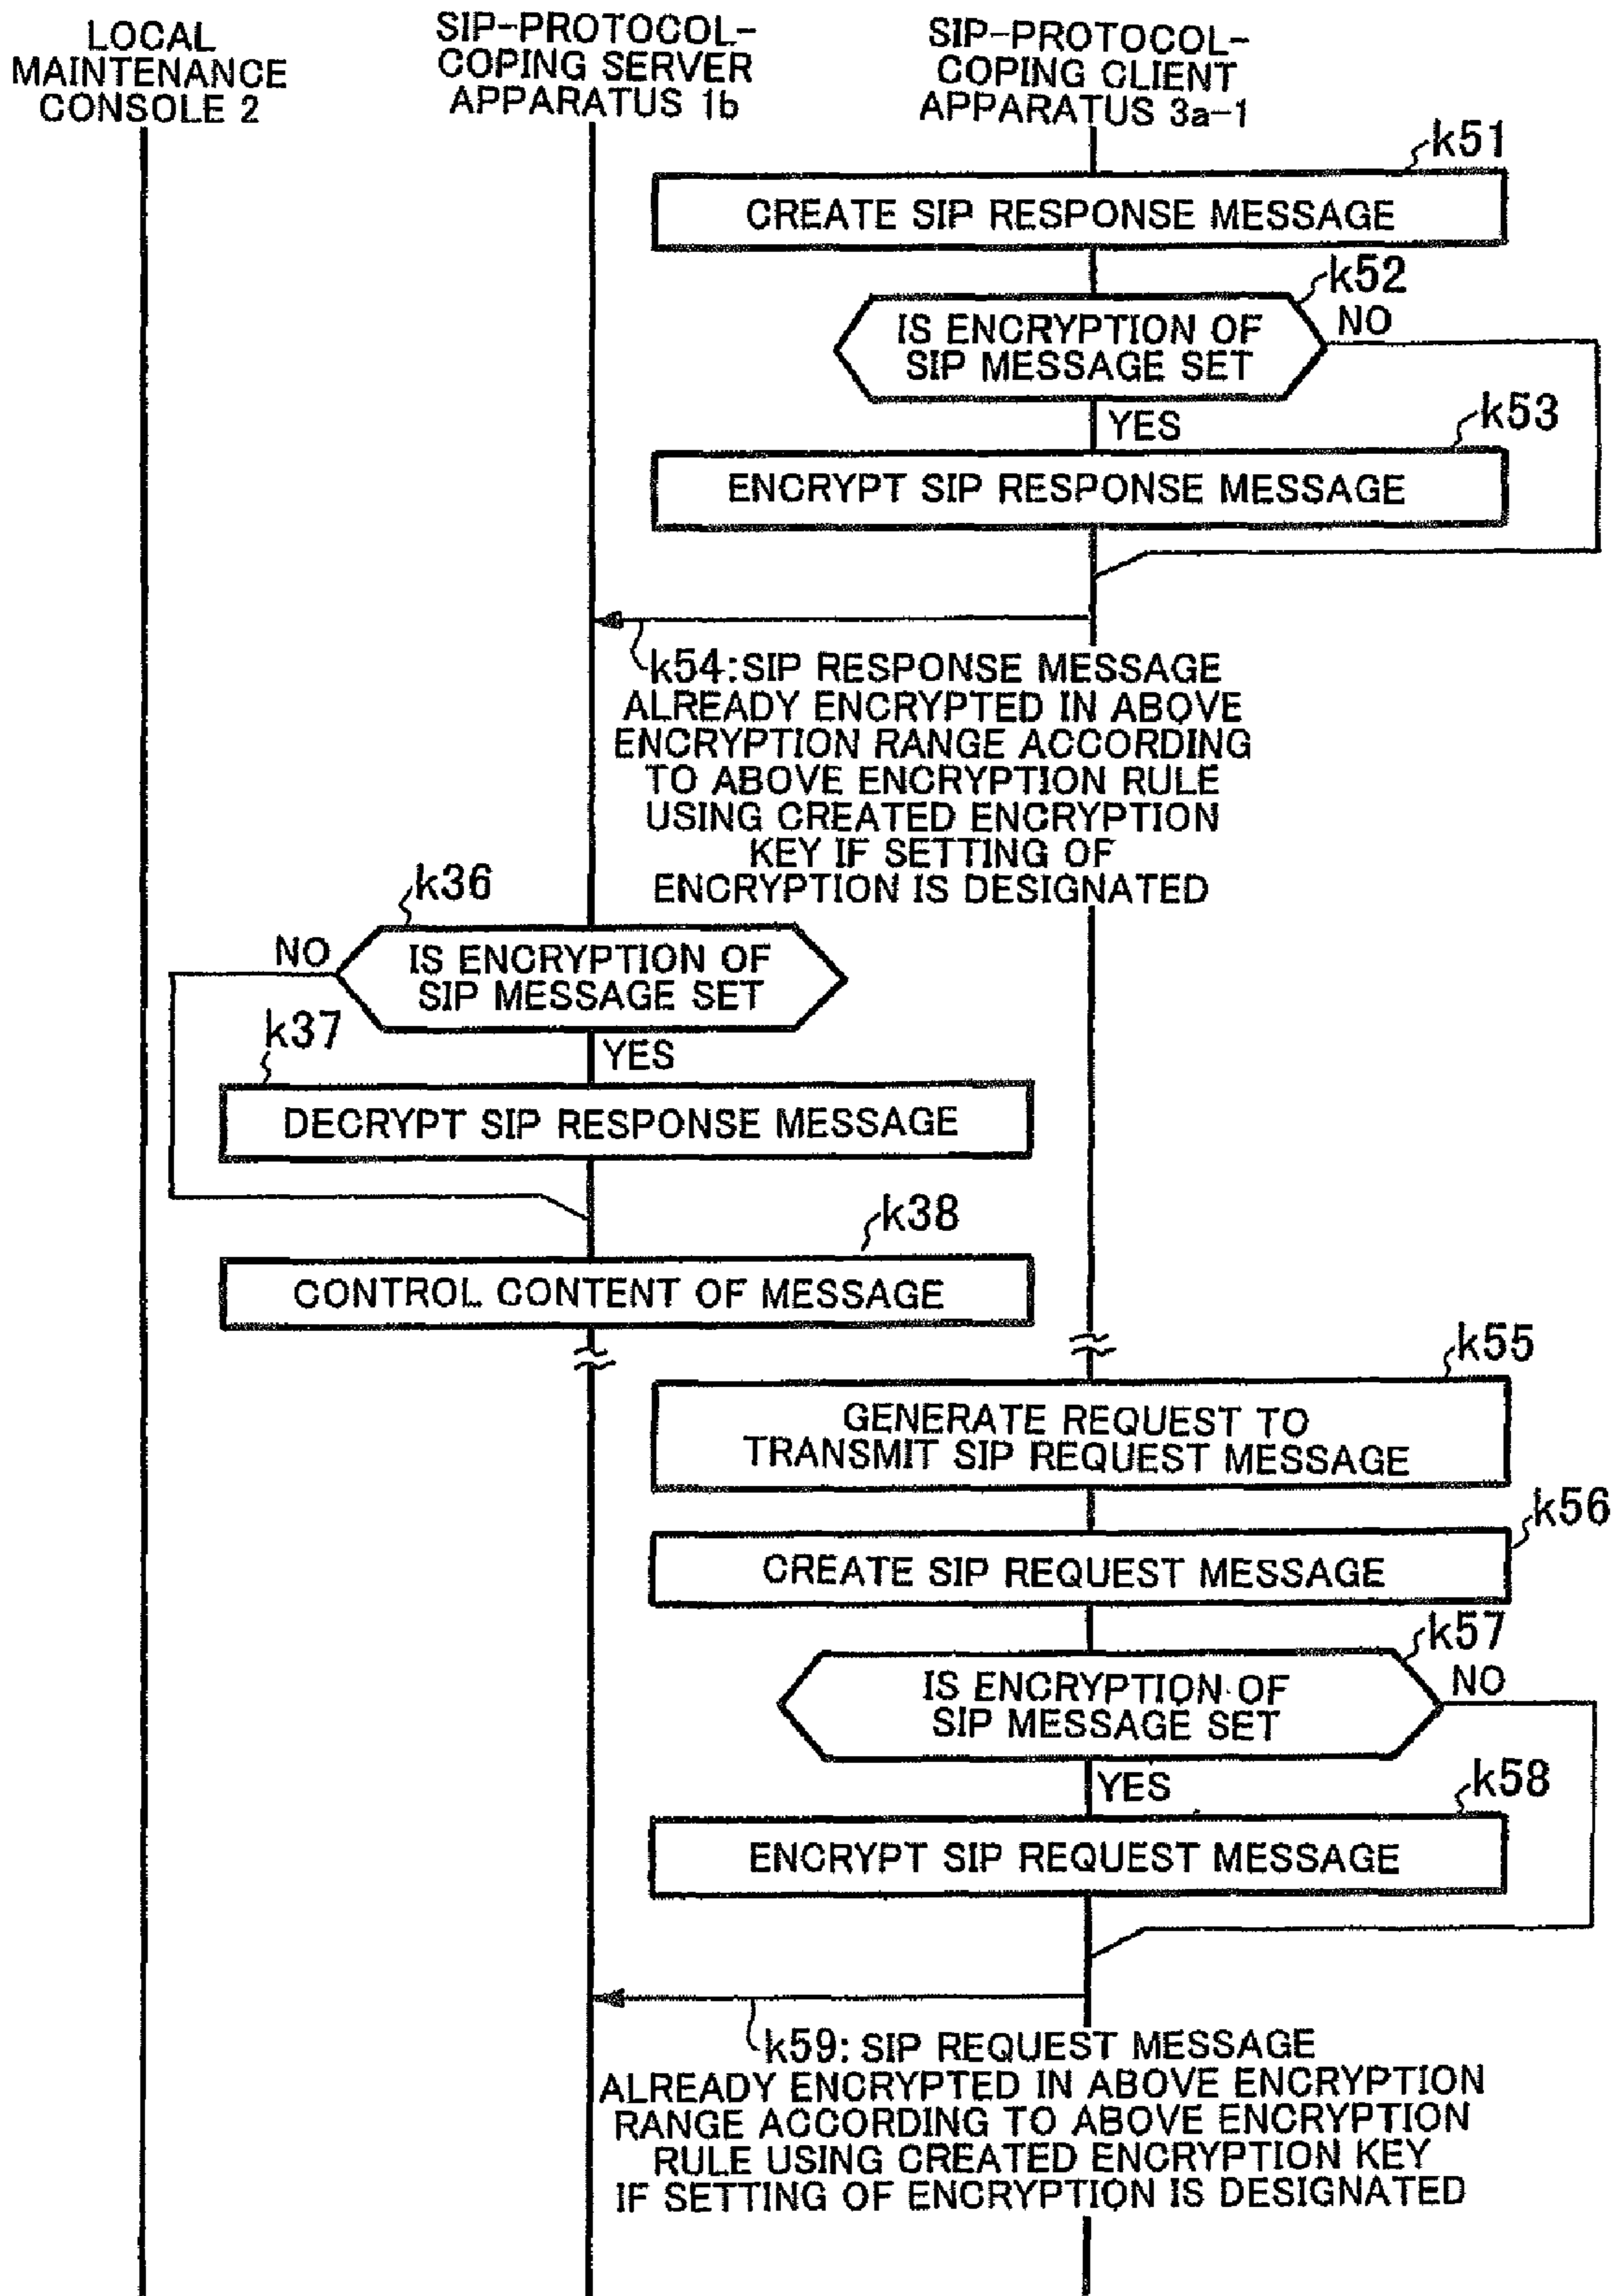 LOCAL
MAINTENANCE
CONSOLE 2
SIP-PROTOCOL-
COPING SERVER
APPARATUS 1b
SIP-PROTOCOL-
COPING CLIENT
APPARATUS 3a-1
k51
CREATE SIP RESPONSE MESSAGE
k52
IS ENCRYPTION OF
SIP MESSAGE SET
NO
YES
k53
ENCRYPT SIP RESPONSE MESSAGE
k54:SIP RESPONSE MESSAGE
ALREADY ENCRYPTED IN ABOVE
ENCRYPTION RANGE ACCORDING
TO ABOVE ENCRYPTION RULE
USING CREATED ENCRYPTION
KEY IF SETTING OF
ENCRYPTION IS DESIGNATED
k36
NO
IS ENCRYPTION OF
SIP MESSAGE SET
k37
YES
DECRYPT SIP RESPONSE MESSAGE
k38
CONTROL CONTENT OF MESSAGE
k55
GENERATE REQUEST TO
TRANSMIT SIP REQUEST MESSAGE
k56
CREATE SIP REQUEST MESSAGE
k57
IS ENCRYPTION OF
SIP MESSAGE SET
NO
YES
k58
ENCRYPT SIP REQUEST MESSAGE
k59: SIP REQUEST MESSAGE
ALREADY ENCRYPTED IN ABOVE ENCRYPTION
RANGE ACCORDING TO ABOVE ENCRYPTION
RULE USING CREATED ENCRYPTION KEY
IF SETTING OF ENCRYPTION IS DESIGNATED